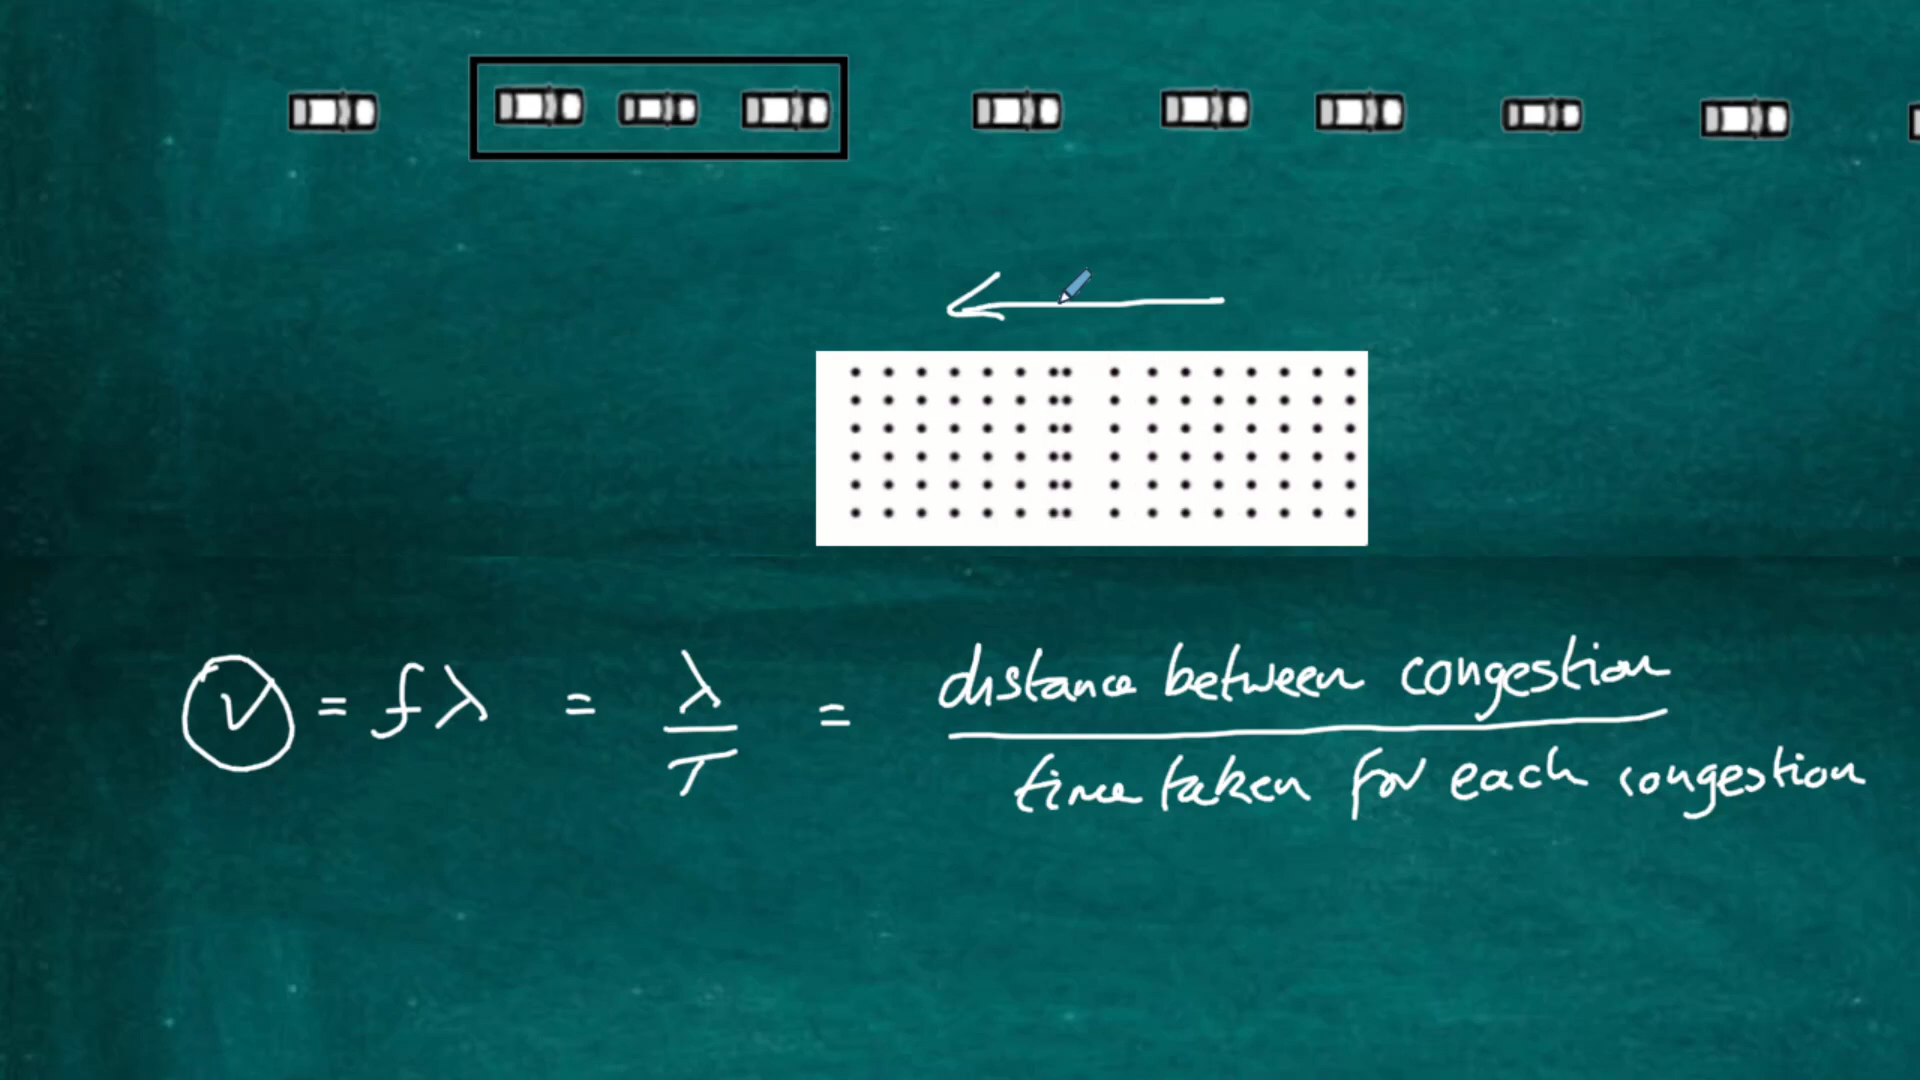 v = fλ = λ/T = distance between congestion / time taken for each congestion